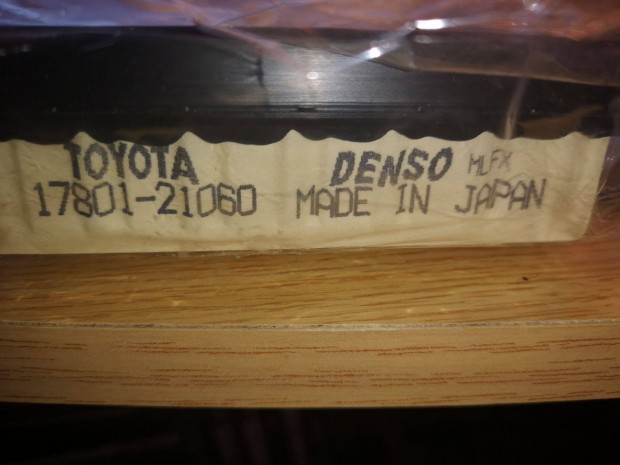 TOYOTA DENSO MLFX
17801-21060 MADE IN JAPAN